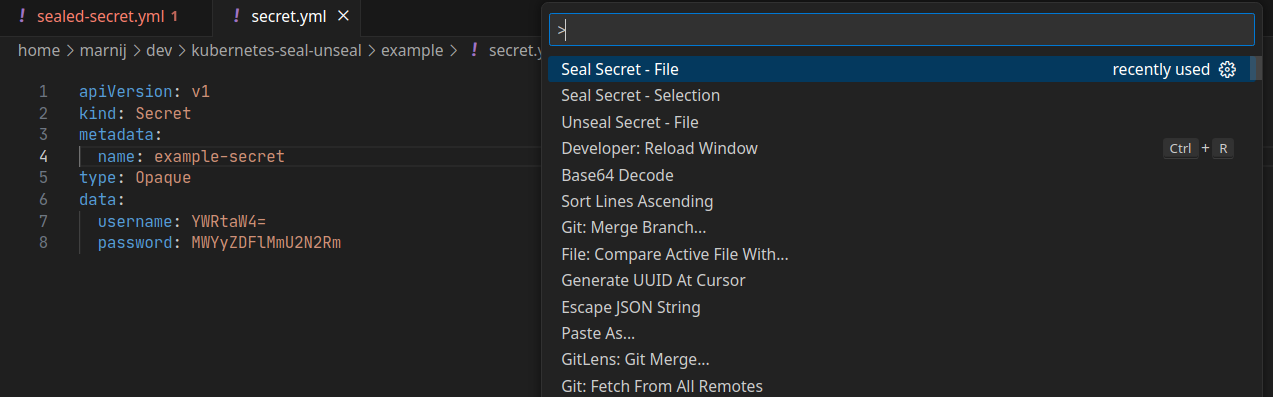 ! sealed-secret.yml 1
! secret.yml ×
home > marnij > dev > kubernetes-seal-unseal > example > ! secret.y
1 apiVersion: v1
2 kind: Secret
3 metadata:
4   name: example-secret
5 type: Opaque
6 data:
7   username: YWRtaW4=
8   password: MWYyZDFlMmU2N2Rm
>
Seal Secret - File recently used
Seal Secret - Selection
Unseal Secret - File
Developer: Reload Window Ctrl + R
Base64 Decode
Sort Lines Ascending
Git: Merge Branch...
File: Compare Active File With...
Generate UUID At Cursor
Escape JSON String
Paste As...
GitLens: Git Merge...
Git: Fetch From All Remotes